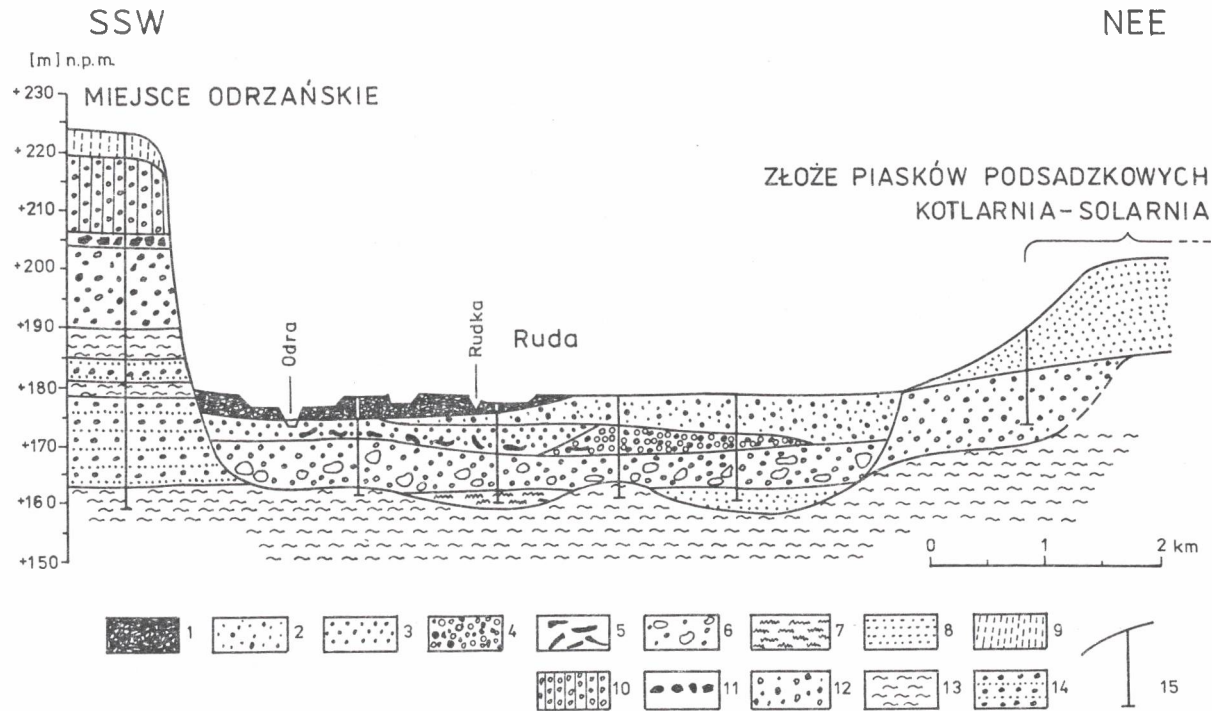 SSW
NEE
[m] n.p.m.
+230
MIEJSCE ODRZAŃSKIE
+220
ZŁOŻE PIASKÓW PODSADZKOWYCH
KOTLARNIA-SOLARNIA
+210
+200
+190
Odra
Rudka
Ruda
+180
+170
+160
+150
0 1 2 km
1 2 3 4 5 6 7 8 9
10 11 12 13 14 15